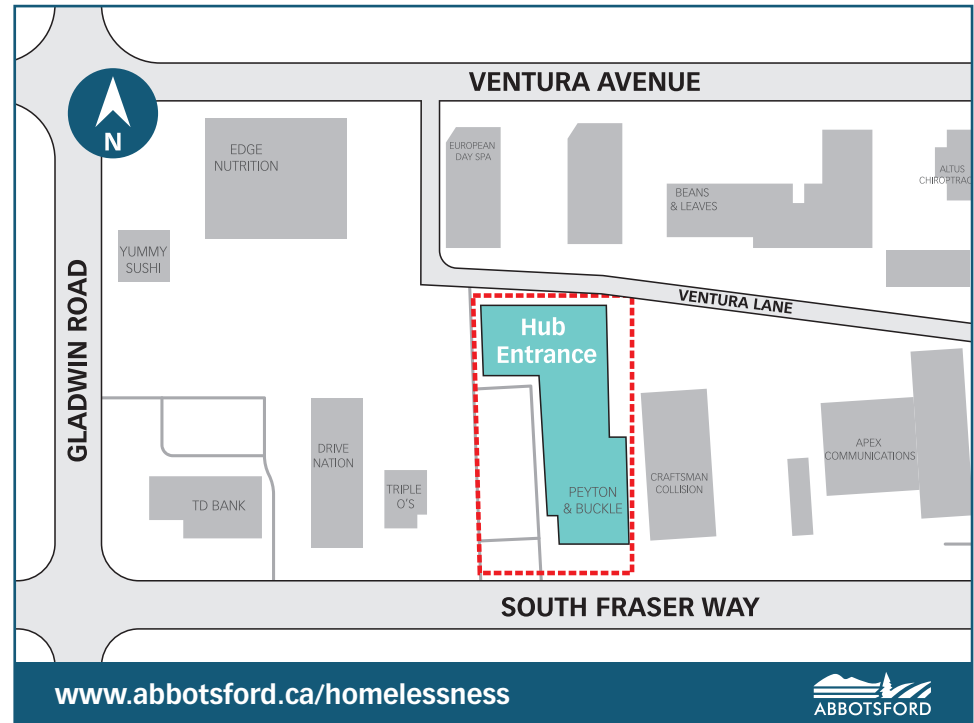 VENTURA AVENUE
N
EDGE
NUTRITION
EUROPEAN
DAY SPA
BEANS
& LEAVES
ALTUS
YUMMY
SUSHI
GLADWIN ROAD
VENTURA LANE
Hub
Entrance
DRIVE
NATION
TRIPLE
O'S
TD BANK
PEYTON
& BUCKLE
CRAFTSMAN
COLLISION
APEX
COMMUNICATIONS
SOUTH FRASER WAY
www.abbotsford.ca/homelessness
ABBOTSFORD